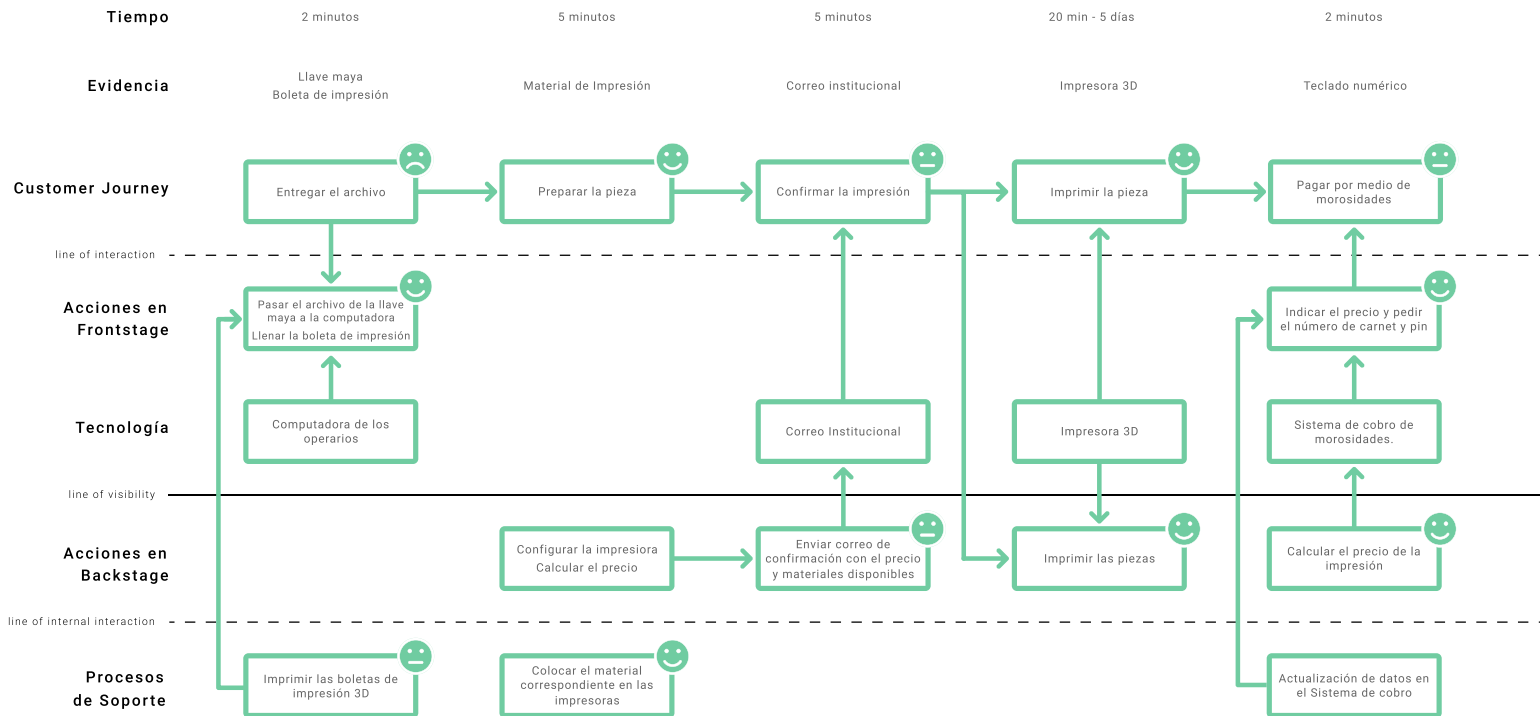 Tiempo
2 minutos
5 minutos
5 minutos
20 min - 5 días
2 minutos
Evidencia
Llave maya
Boleta de impresión
Material de Impresión
Correo institucional
Impresora 3D
Teclado numérico
Customer Journey
Entregar el archivo
Preparar la pieza
Confirmar la impresión
Imprimir la pieza
Pagar por medio de
morosidades
line of interaction
Acciones en
Frontstage
Pasar el archivo de la llave
maya a la computadora
Llenar la boleta de impresión
Indicar el precio y pedir
el número de carnet y pin
Tecnología
Computadora de los
operarios
Correo Institucional
Impresora 3D
Sistema de cobro de
morosidades.
line of visibility
Acciones en
Backstage
Configurar la impresiora
Calcular el precio
Enviar correo de
confirmación con el precio
y materiales disponibles
Imprimir las piezas
Calcular el precio de la
impresión
line of internal interaction
Procesos
de Soporte
Imprimir las boletas de
impresión 3D
Colocar el material
correspondiente en las
impresoras
Actualización de datos en
el Sistema de cobro